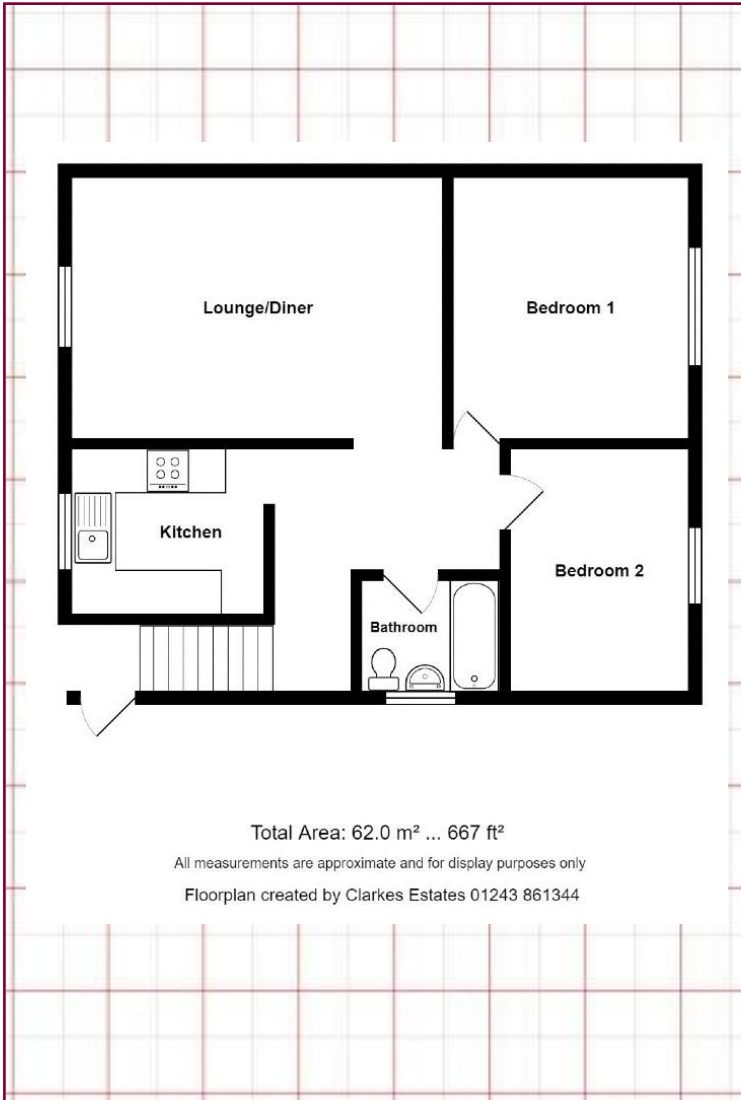 Lounge/Diner
Bedroom 1
Kitchen
Bedroom 2
Bathroom
Total Area: 62.0 m² ... 667 ft²
All measurements are approximate and for display purposes only
Floorplan created by Clarkes Estates 01243 861344